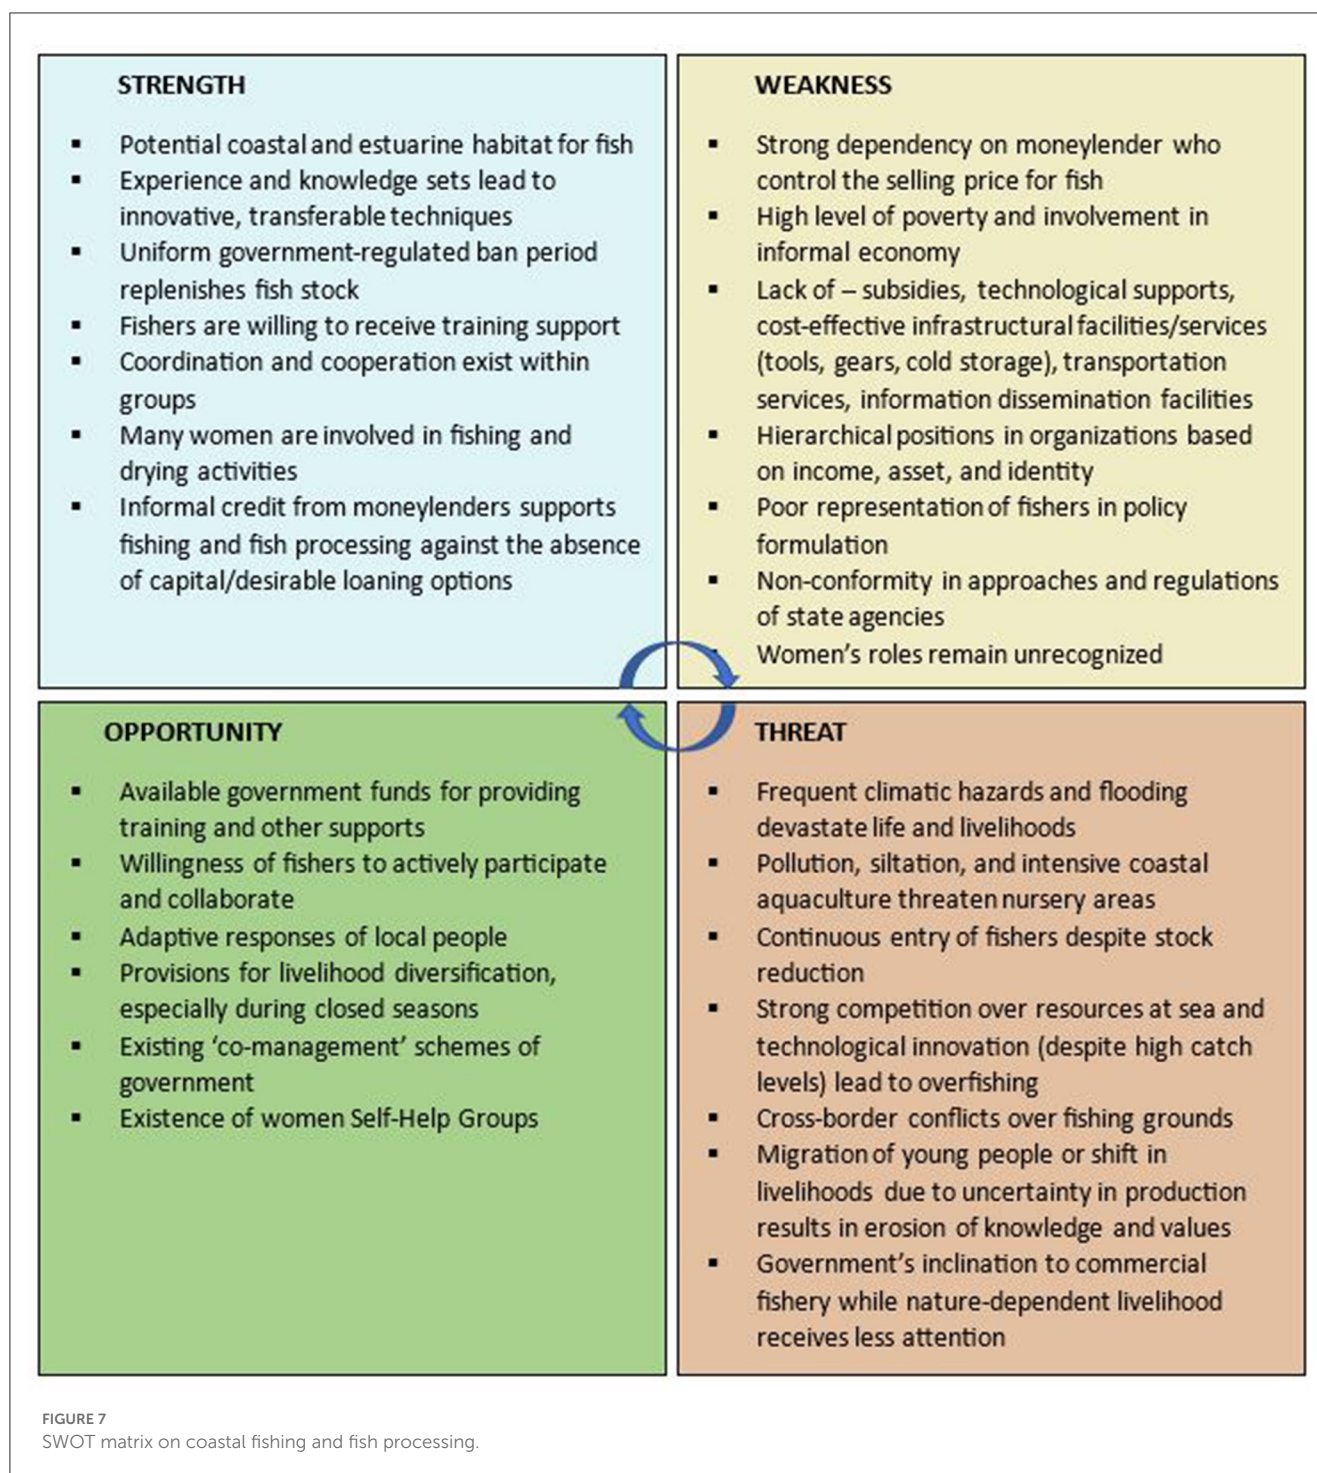 STRENGTH
▪ Potential coastal and estuarine habitat for fish
▪ Experience and knowledge sets lead to
innovative, transferable techniques
▪ Uniform government-regulated ban period
replenishes fish stock
▪ Fishers are willing to receive training support
▪ Coordination and cooperation exist within
groups
▪ Many women are involved in fishing and
drying activities
▪ Informal credit from moneylenders supports
fishing and fish processing against the absence
of capital/desirable loaning options
WEAKNESS
▪ Strong dependency on moneylender who
control the selling price for fish
▪ High level of poverty and involvement in
informal economy
▪ Lack of – subsidies, technological supports,
cost-effective infrastructural facilities/services
(tools, gears, cold storage), transportation
services, information dissemination facilities
▪ Hierarchical positions in organizations based
on income, asset, and identity
▪ Poor representation of fishers in policy
formulation
▪ Non-conformity in approaches and regulations
of state agencies
▪ Women's roles remain unrecognized
OPPORTUNITY
▪ Available government funds for providing
training and other supports
▪ Willingness of fishers to actively participate
and collaborate
▪ Adaptive responses of local people
▪ Provisions for livelihood diversification,
especially during closed seasons
▪ Existing 'co-management' schemes of
government
▪ Existence of women Self-Help Groups
THREAT
▪ Frequent climatic hazards and flooding
devastate life and livelihoods
▪ Pollution, siltation, and intensive coastal
aquaculture threaten nursery areas
▪ Continuous entry of fishers despite stock
reduction
▪ Strong competition over resources at sea and
technological innovation (despite high catch
levels) lead to overfishing
▪ Cross-border conflicts over fishing grounds
▪ Migration of young people or shift in
livelihoods due to uncertainty in production
results in erosion of knowledge and values
▪ Government's inclination to commercial
fishery while nature-dependent livelihood
receives less attention
FIGURE 7
SWOT matrix on coastal fishing and fish processing.